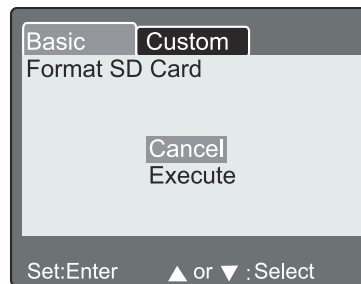 Basic Custom
Format SD Card
Cancel
Execute
Set:Enter ▲ or ▼ :Select